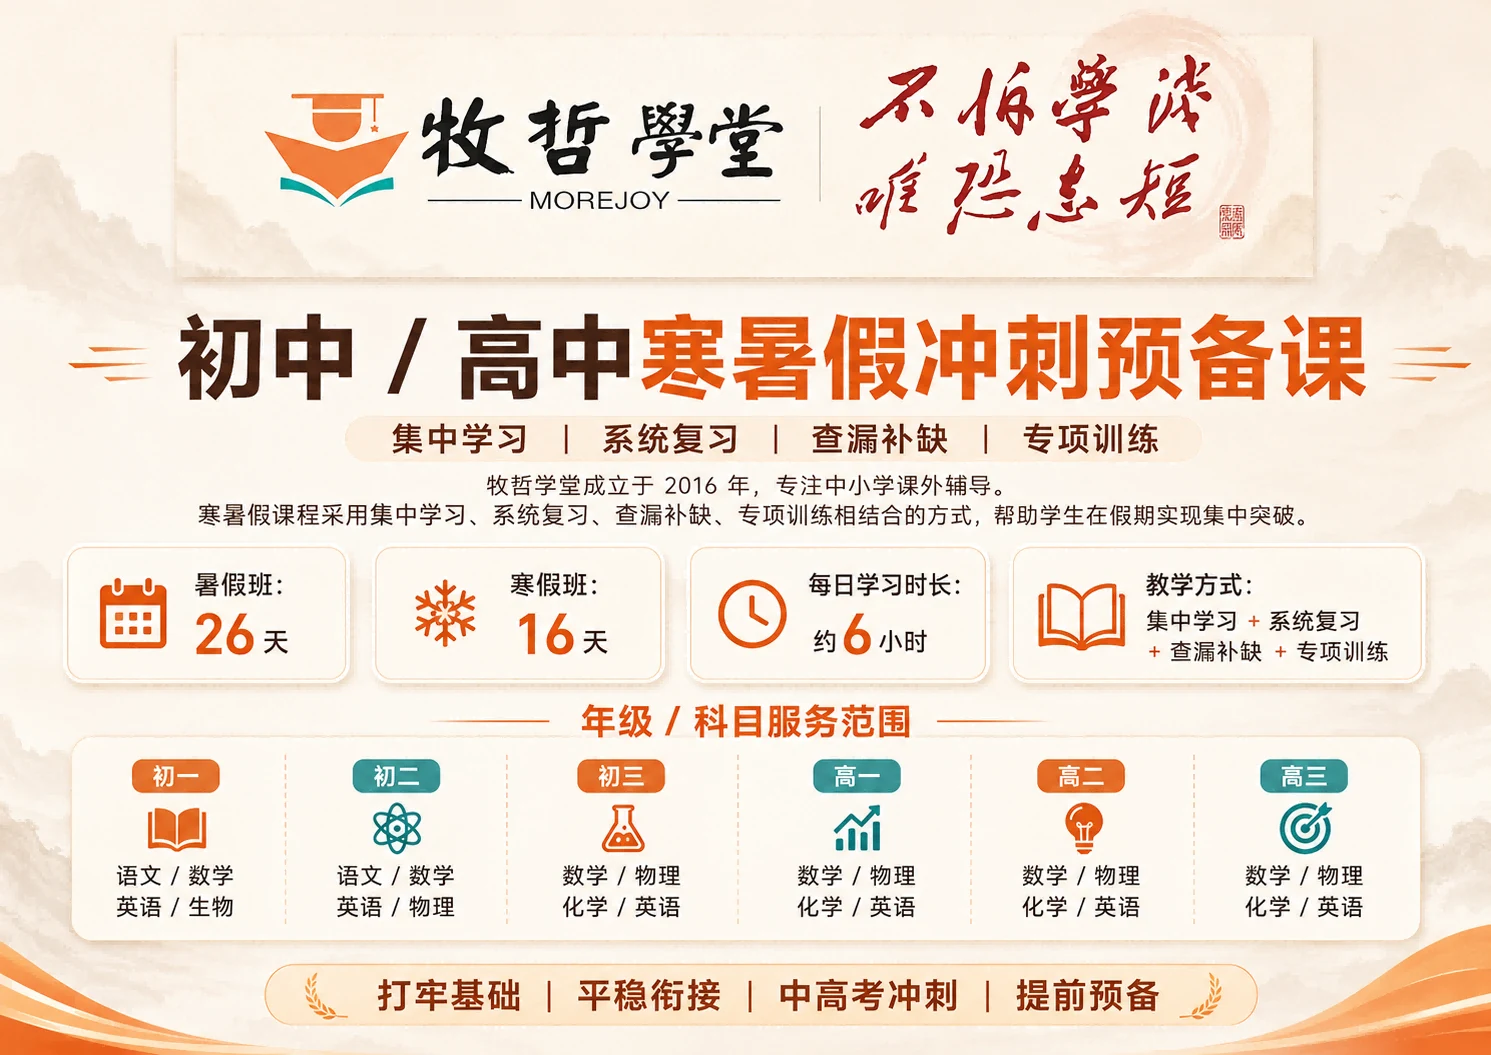 牧哲學堂
MOREJOY
不怕學淺
唯恐志短
初中 / 高中寒暑假冲刺预备课
集中学习 | 系统复习 | 查漏补缺 | 专项训练
牧哲学堂成立于 2016 年，专注中小学课外辅导。
寒暑假课程采用集中学习、系统复习、查漏补缺、专项训练相结合的方式，帮助学生在假期实现集中突破。
暑假班：
26 天
寒假班：
16 天
每日学习时长：
约 6 小时
教学方式：
集中学习 + 系统复习
+ 查漏补缺 + 专项训练
年级 / 科目服务范围
初一
语文 / 数学
英语 / 生物
初二
语文 / 数学
英语 / 物理
初三
数学 / 物理
化学 / 英语
高一
数学 / 物理
化学 / 英语
高二
数学 / 物理
化学 / 英语
高三
数学 / 物理
化学 / 英语
打牢基础 | 平稳衔接 | 中高考冲刺 | 提前预备